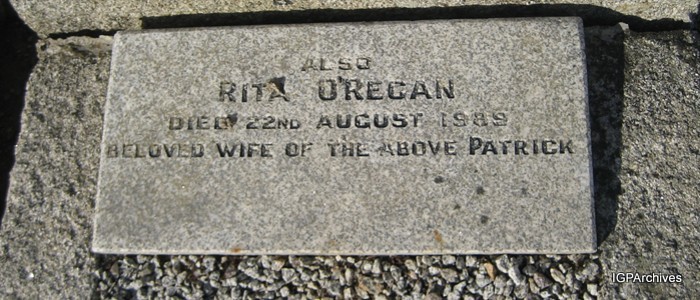 ALSO
RITA O'REGAN
DIED 22ND AUGUST 1989
BELOVED WIFE OF THE ABOVE PATRICK
IGPArchives